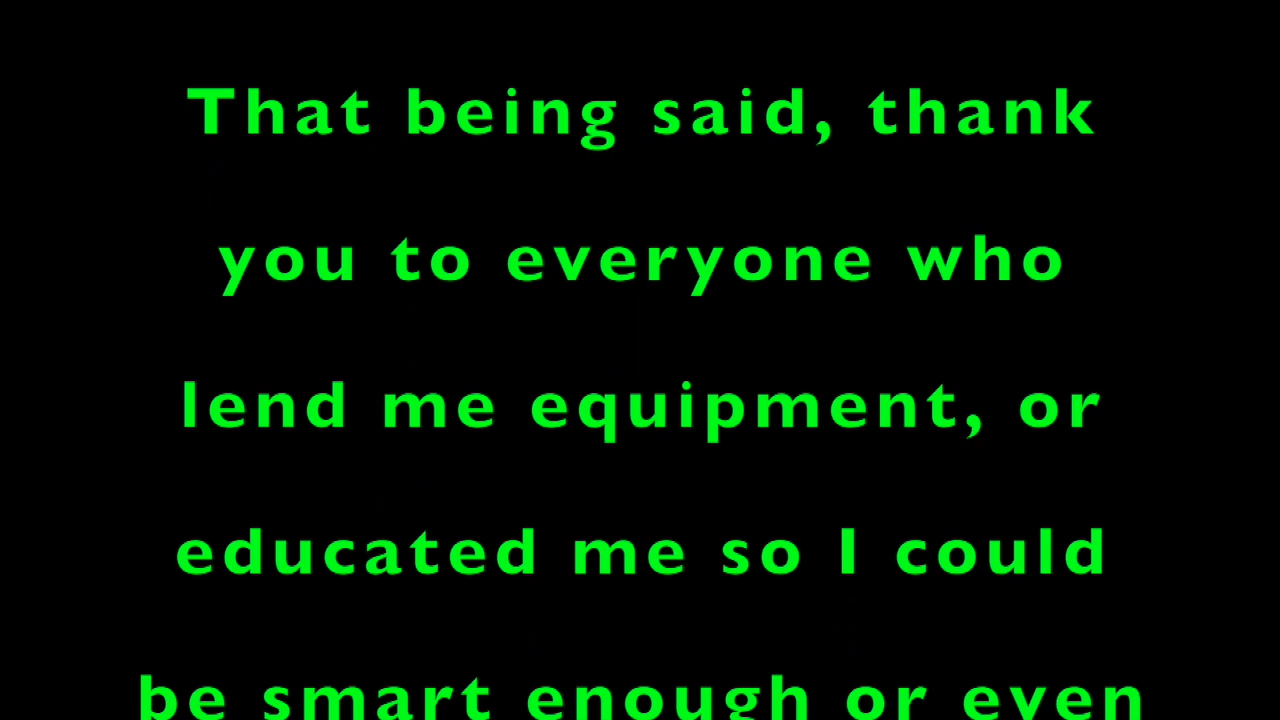 That being said, thank
you to everyone who
lend me equipment, or
educated me so I could
be smart enough or even